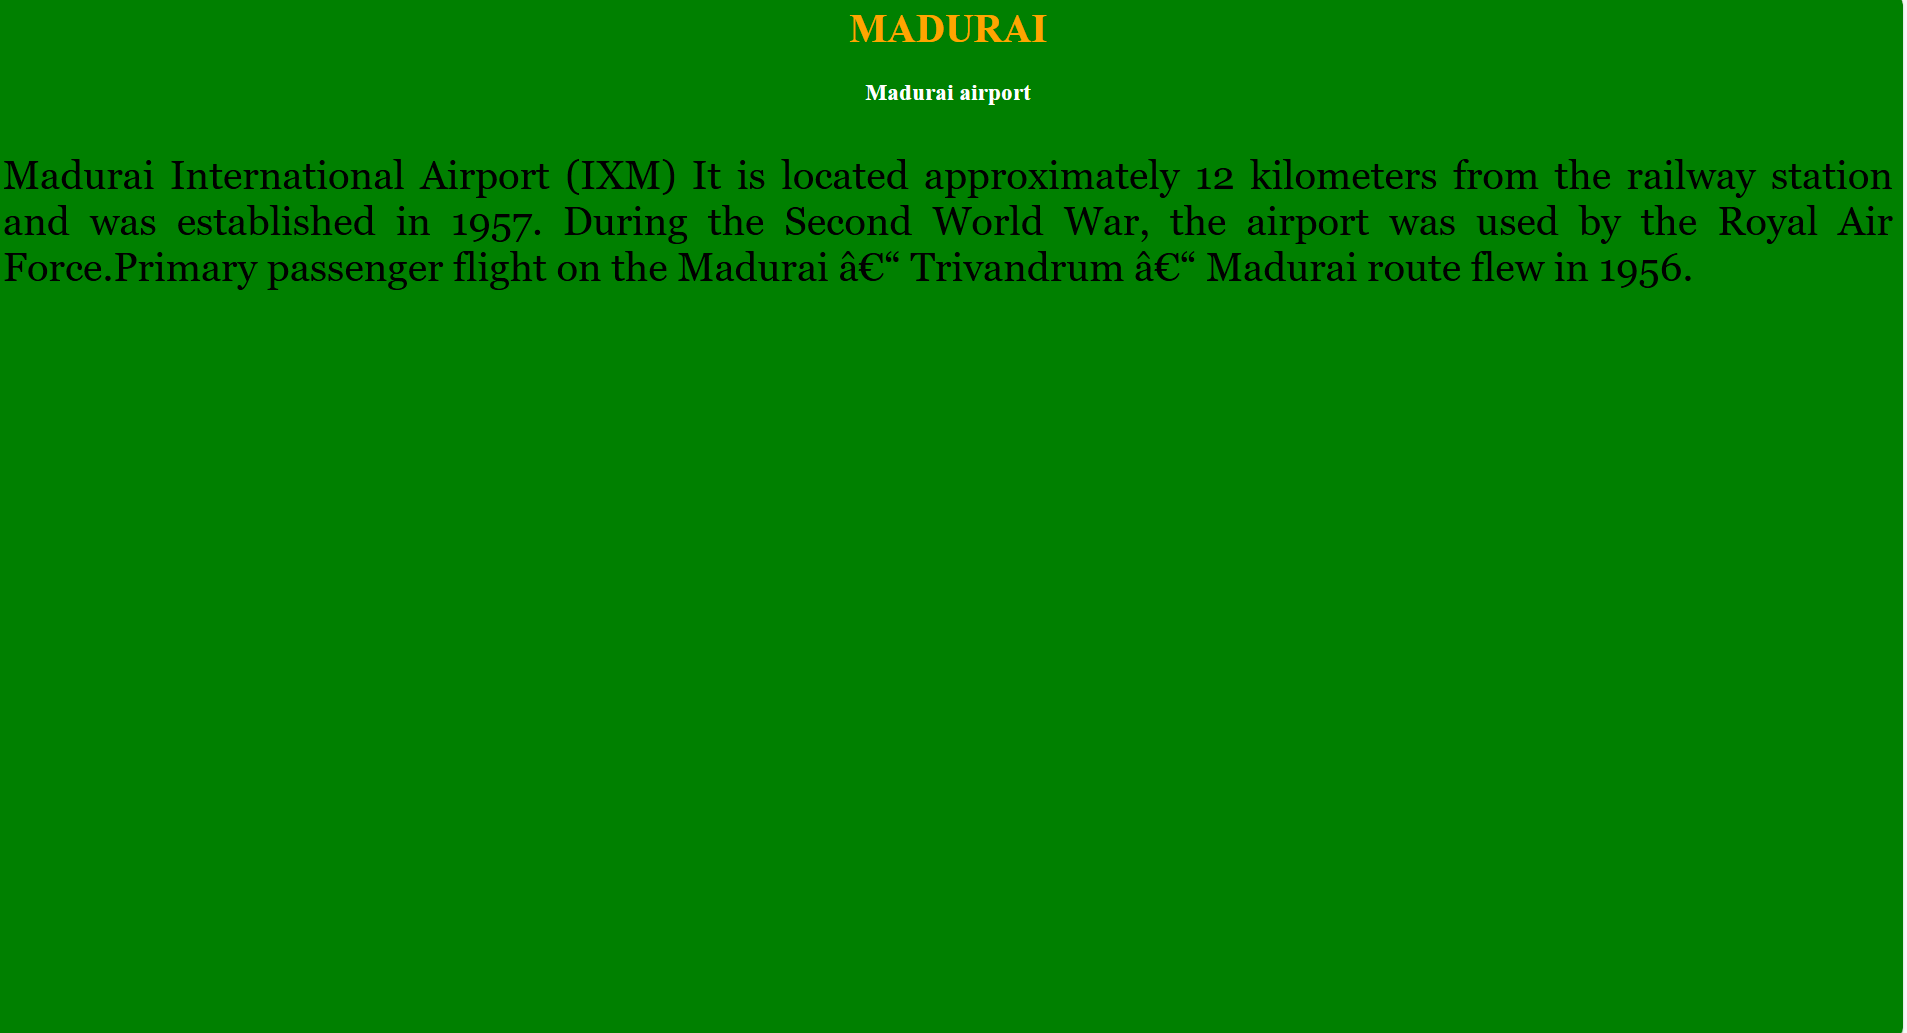 MADURAI
Madurai airport
Madurai International Airport (IXM) It is located approximately 12 kilometers from the railway station
and was established in 1957. During the Second World War, the airport was used by the Royal Air
Force.Primary passenger flight on the Madurai â€“ Trivandrum â€“ Madurai route flew in 1956.